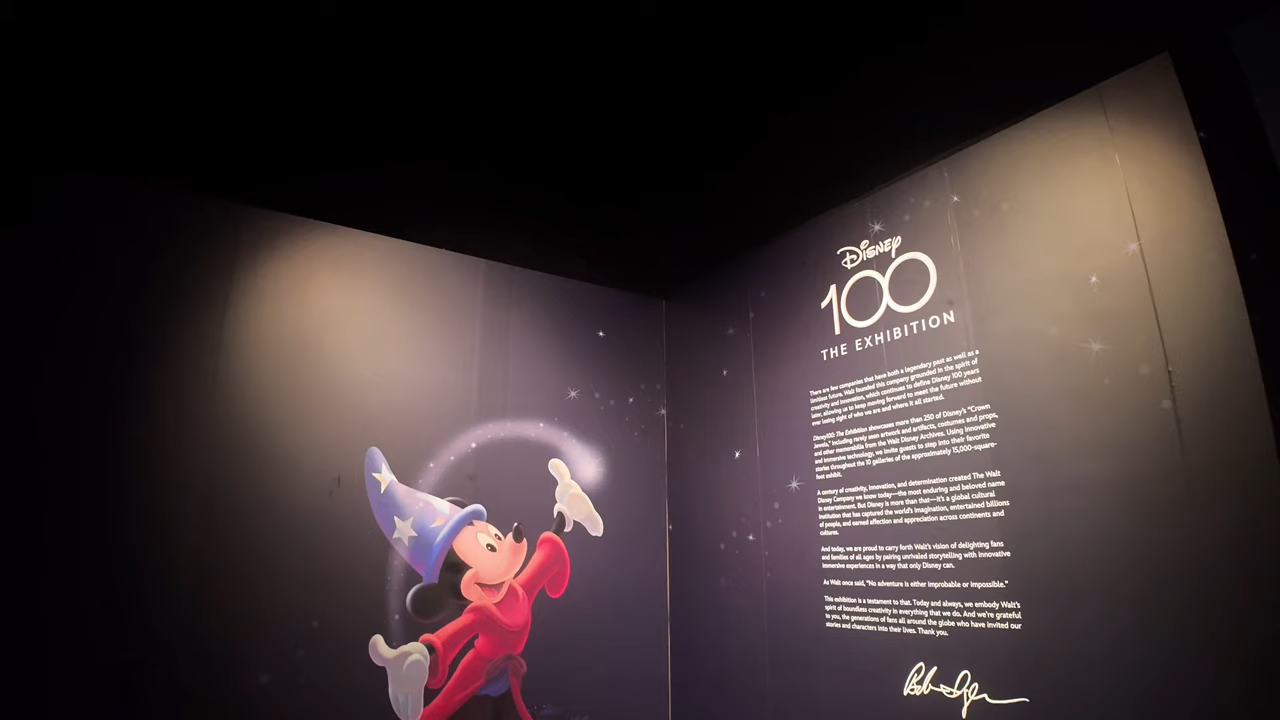 Disney
100
THE EXHIBITION
There are few companies that have both a legendary past as well as a
limitless future. Walt founded this company grounded in the spirit of
creativity and innovation, which continues to define Disney 100 years
later, allowing us to keep moving forward to meet the future without
ever losing sight of who we are and where it all started.
Disney100: The Exhibition showcases more than 250 of Disney's "Crown
Jewels," including rarely seen artwork and artifacts, costumes and props,
and other memorabilia from the Walt Disney Archives. Using innovative
and immersive technology, we invite guests to step into their favorite
stories throughout the 10 galleries of the approximately 15,000-square-
foot exhibit.
A century of creativity, innovation, and determination created The Walt
Disney Company we know today—the most enduring and beloved name
in entertainment. But Disney is more than that—it's a global cultural
institution that has captured the world's imagination, entertained billions
of people, and earned affection and appreciation across continents and
cultures.
And today, we are proud to carry forth Walt's vision of delighting fans
and families of all ages by pairing unrivaled storytelling with innovative
immersive experiences in a way that only Disney can.
As Walt once said, "No adventure is either improbable or impossible."
This exhibition is a testament to that. Today and always, we embody Walt's
spirit of boundless creativity in everything that we do. And we're grateful
to you, the generations of fans all around the globe who have invited our
stories and characters into their lives. Thank you.
Bob Iger